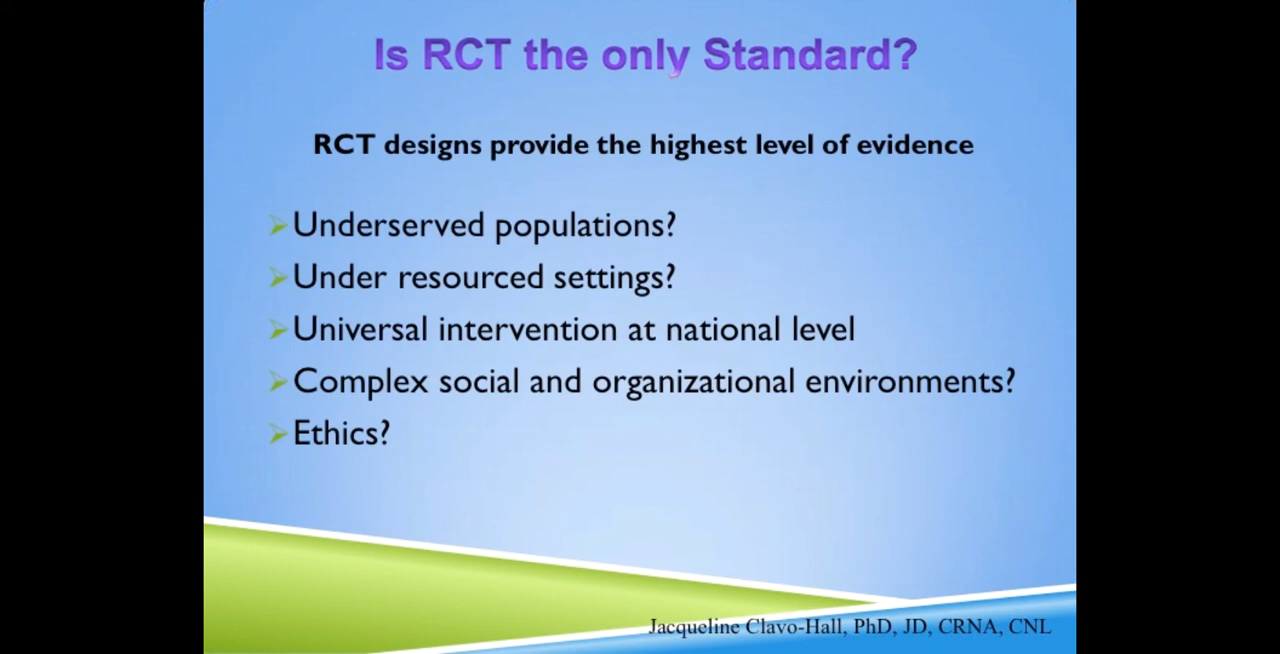 Is RCT the only Standard?
RCT designs provide the highest level of evidence
Underserved populations?
Under resourced settings?
Universal intervention at national level
Complex social and organizational environments?
Ethics?
Jacqueline Clavo-Hall, PhD, JD, CRNA, CNL